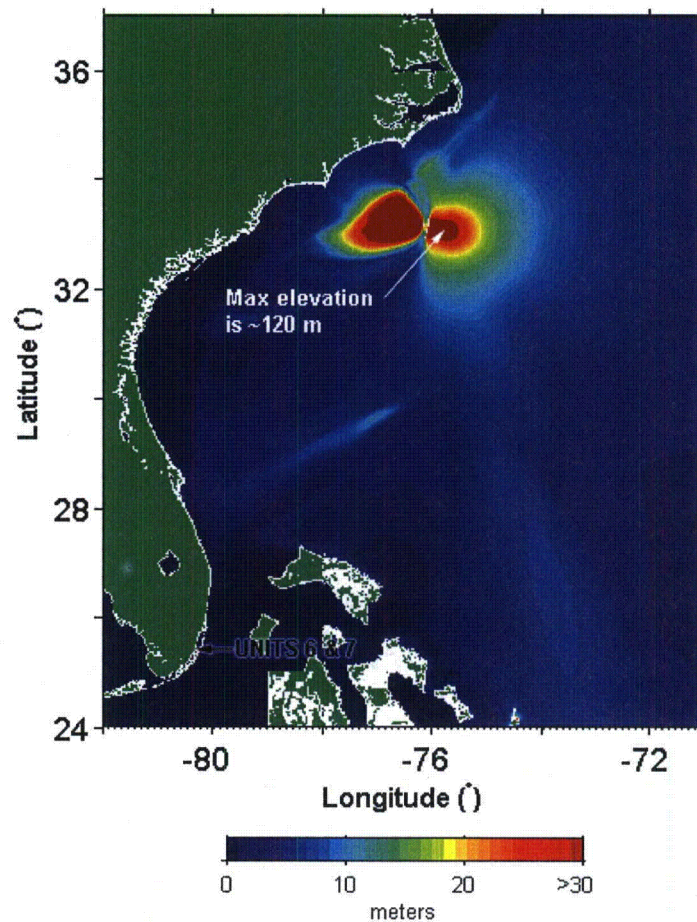 36
32
28
24
Latitude (°)
Max elevation
is ~120 m
UNITS 6 & 7
-80
-76
-72
Longitude (°)
0
10
20
>30
meters